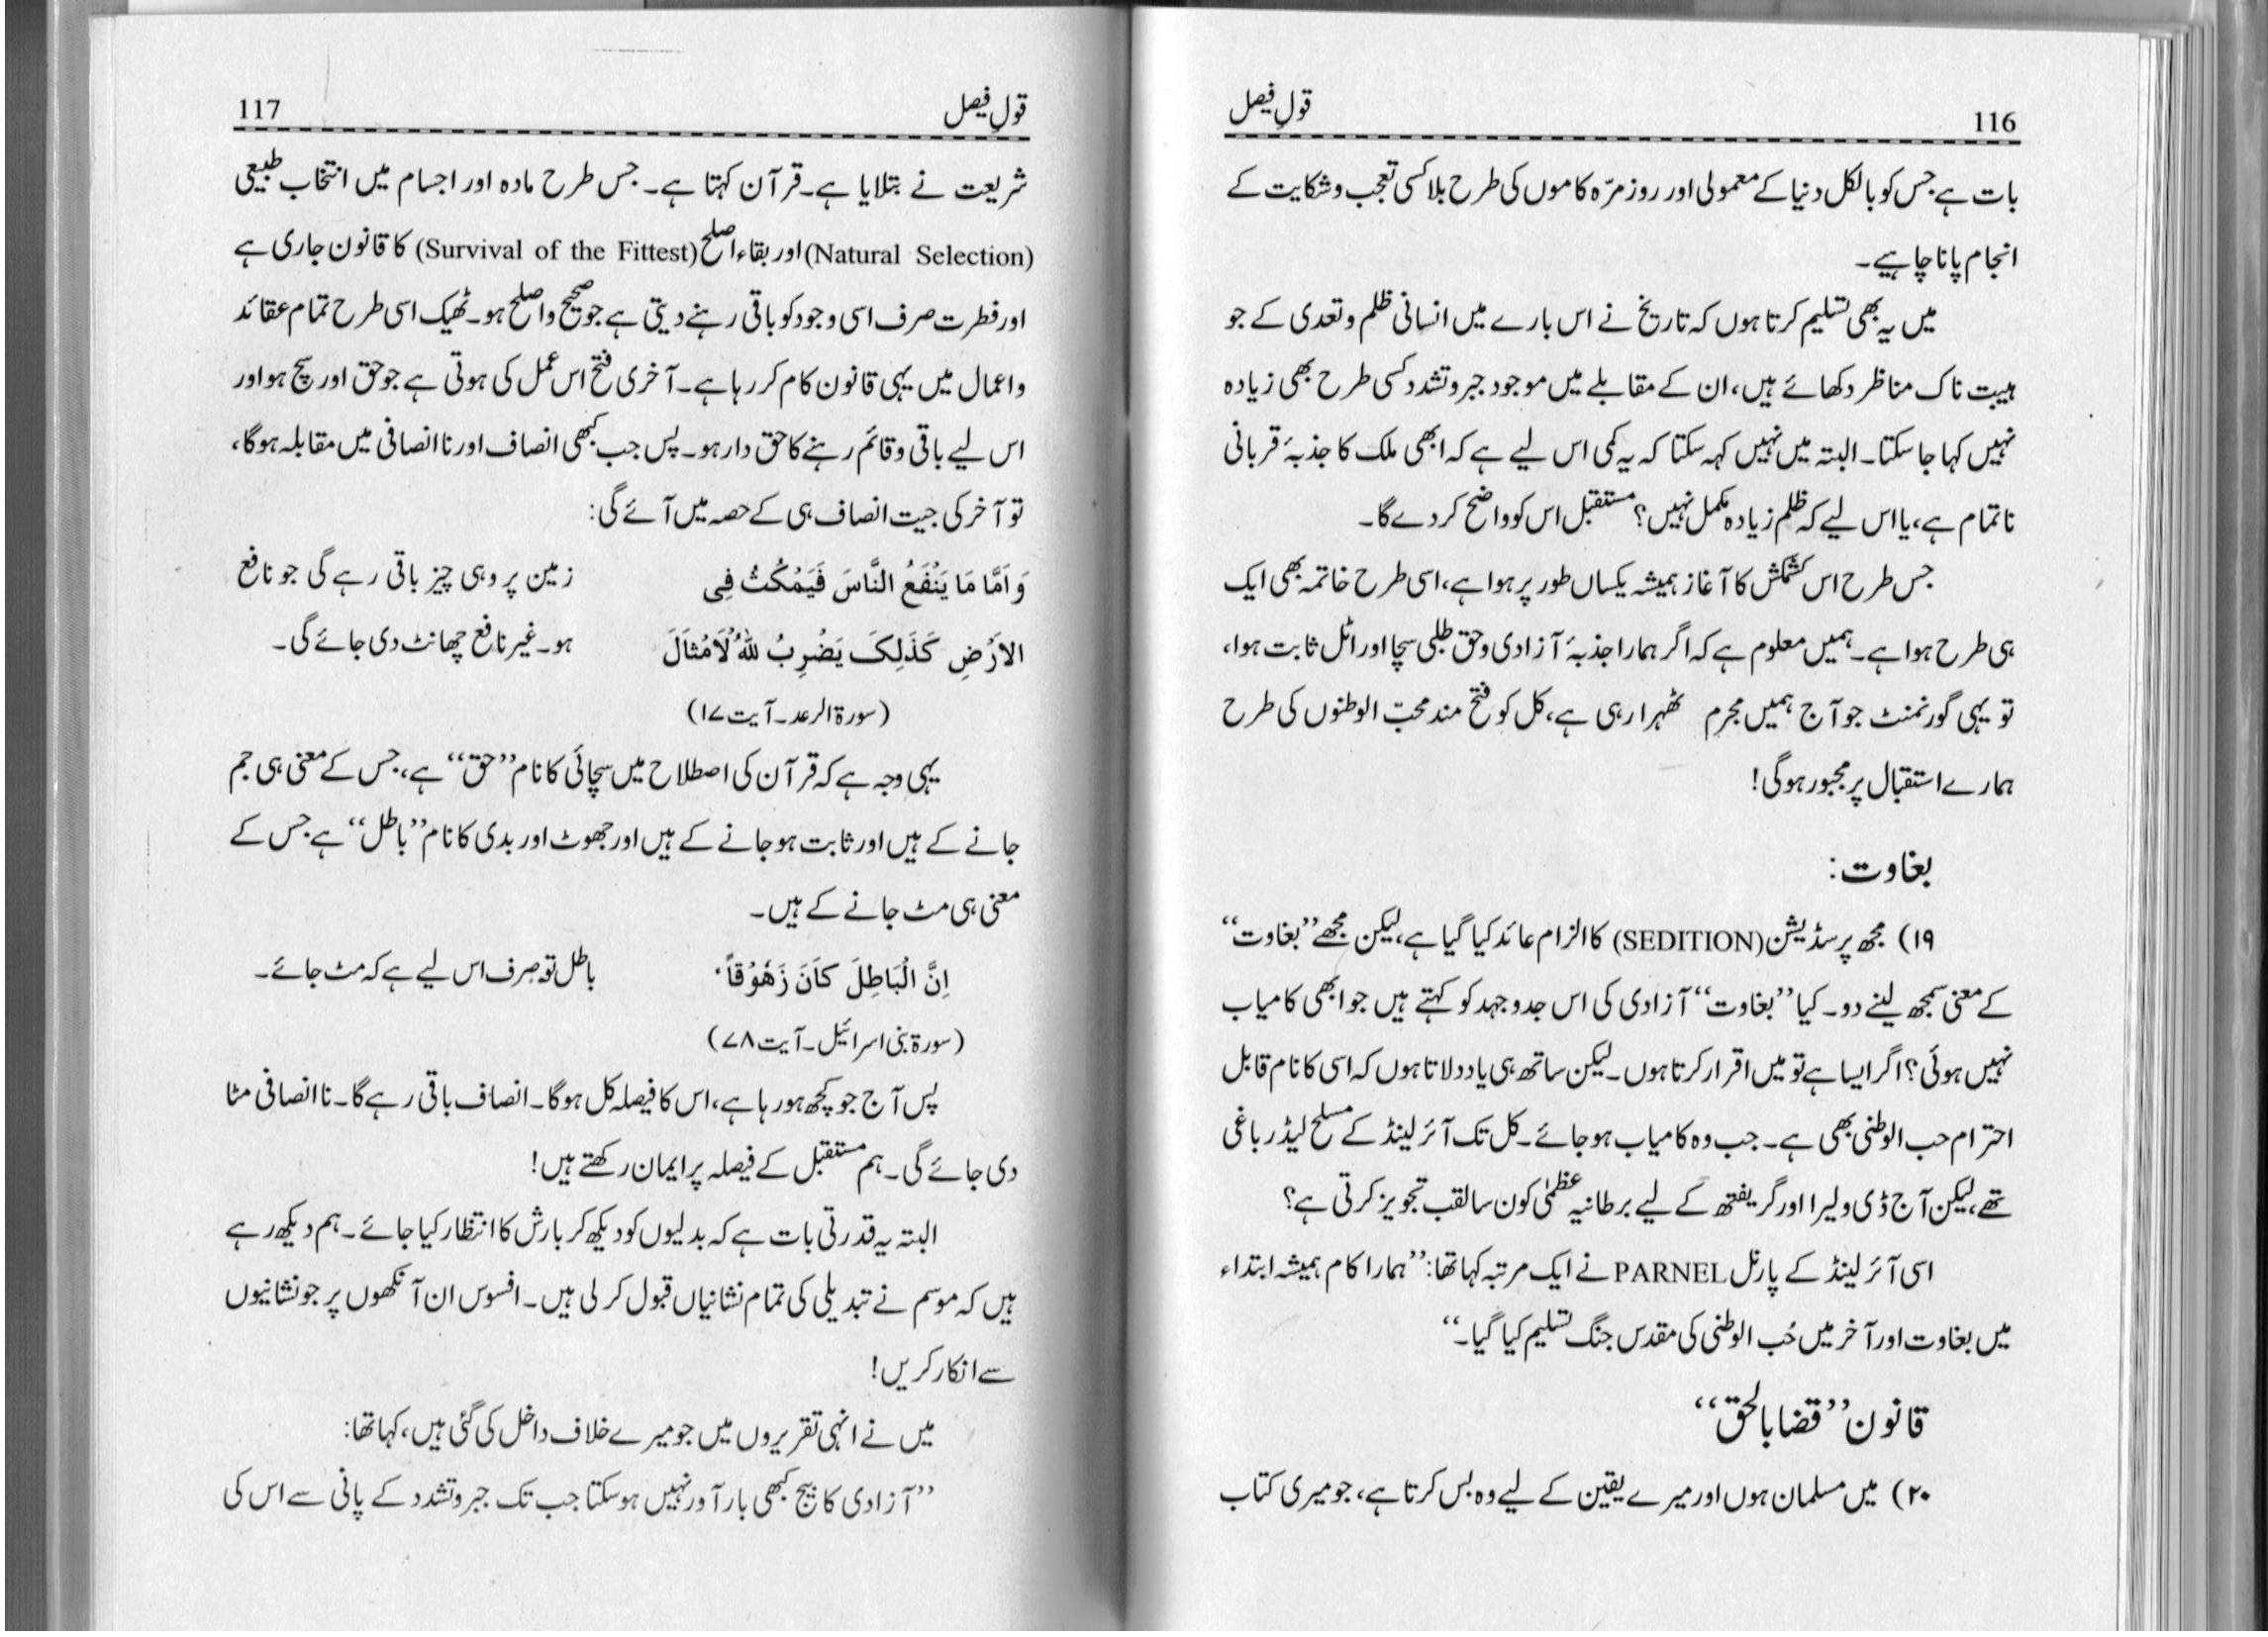 116
قولِ فیصل
بات ہے جس کو بالکل دنیا کے معمولی اور روز مرّہ کاموں کی طرح بلا کسی تعجب و شکایت کے
انجام پانا چاہیے۔
میں یہ بھی تسلیم کرتا ہوں کہ تاریخ نے اس بارے میں انسانی ظلم و تعدی کے جو
ہیبت ناک مناظر دکھائے ہیں، ان کے مقابلے میں موجود جبر و تشدد کسی طرح بھی زیادہ
نہیں کہا جا سکتا۔ البتہ میں نہیں کہہ سکتا کہ یہ کمی اس لیے ہے کہ ابھی ملک کا جذبۂ قربانی
ناتمام ہے، یا اس لیے کہ ظلم زیادہ مکمل نہیں؟ مستقبل اس کو واضح کر دے گا۔
جس طرح اس کشمکش کا آغاز ہمیشہ یکساں طور پر ہوا ہے، اسی طرح خاتمہ بھی ایک
ہی طرح ہوا ہے۔ ہمیں معلوم ہے کہ اگر ہمارا جذبۂ آزادی و حق طلبی سچا اور اٹل ثابت ہوا،
تو یہی گورنمنٹ جو آج ہمیں مجرم ٹھہرا رہی ہے، کل کو فتح مند محبّ الوطنوں کی طرح
ہمارے استقبال پر مجبور ہوگی!
بغاوت:
۱۹) مجھ پر سڈیشن (SEDITION) کا الزام عائد کیا گیا ہے، لیکن مجھے ’’بغاوت‘‘
کے معنی سمجھ لینے دو۔ کیا ’’بغاوت‘‘ آزادی کی اس جدوجہد کو کہتے ہیں جو ابھی کامیاب
نہیں ہوئی؟ اگر ایسا ہے تو میں اقرار کرتا ہوں۔ لیکن ساتھ ہی یاد دلاتا ہوں کہ اسی کا نام قابل
احترام حب الوطنی بھی ہے۔ جب وہ کامیاب ہو جائے۔ کل تک آئرلینڈ کے مسلح لیڈر باغی
تھے، لیکن آج ڈی ولیرا اور گریفتھ کے لیے برطانیہ عظمیٰ کون سا لقب تجویز کرتی ہے؟
اسی آئرلینڈ کے پارنل PARNEL نے ایک مرتبہ کہا تھا: ’’ہمارا کام ہمیشہ ابتداء
میں بغاوت اور آخر میں حُب الوطنی کی مقدس جنگ تسلیم کیا گیا۔‘‘
قانون ’’قضا بالحق‘‘
۲۰) میں مسلمان ہوں اور میرے یقین کے لیے وہ بس کرتا ہے، جو میری کتاب
قولِ فیصل
117
شریعت نے بتلایا ہے۔ قرآن کہتا ہے۔ جس طرح مادہ اور اجسام میں انتخاب طبیعی
(Natural Selection) اور بقاء اصلح (Survival of the Fittest) کا قانون جاری ہے
اور فطرت صرف اسی وجود کو باقی رہنے دیتی ہے جو صحیح و اصلح ہو۔ ٹھیک اسی طرح تمام عقائد
و اعمال میں یہی قانون کام کر رہا ہے۔ آخری فتح اس عمل کی ہوتی ہے جو حق اور سچ ہو اور
اس لیے باقی و قائم رہنے کا حق دار ہو۔ پس جب کبھی انصاف اور ناانصافی میں مقابلہ ہوگا،
تو آخر کی جیت انصاف ہی کے حصہ میں آئے گی:
وَاَمَّا مَا یَنْفَعُ النَّاسَ فَیَمْکُثُ فِی زمین پر وہی چیز باقی رہے گی جو نافع
الاَرْضِ کَذَلِکَ یَضْرِبُ للّٰہُ لَاَمْثَالَ ہو۔ غیر نافع چھانٹ دی جائے گی۔
(سورۃ الرعد۔ آیت ۱۷)
یہی وجہ ہے کہ قرآن کی اصطلاح میں سچائی کا نام ’’حق‘‘ ہے، جس کے معنی ہی جم
جانے کے ہیں اور ثابت ہو جانے کے ہیں اور جھوٹ اور بدی کا نام ’’باطل‘‘ ہے جس کے
معنی ہی مٹ جانے کے ہیں۔
اِنَّ الْبَاطِلَ کَاَنَ زَھُوْقاً، باطل تو صرف اس لیے ہے کہ مٹ جائے۔
(سورۃ بنی اسرائیل۔ آیت ۷۸)
پس آج جو کچھ ہو رہا ہے، اس کا فیصلہ کل ہوگا۔ انصاف باقی رہے گا۔ ناانصافی مٹا
دی جائے گی۔ ہم مستقبل کے فیصلہ پر ایمان رکھتے ہیں!
البتہ یہ قدرتی بات ہے کہ بدلیوں کو دیکھ کر بارش کا انتظار کیا جائے۔ ہم دیکھ رہے
ہیں کہ موسم نے تبدیلی کی تمام نشانیاں قبول کر لی ہیں۔ افسوس ان آنکھوں پر جو نشانیوں
سے انکار کریں!
میں نے انہی تقریروں میں جو میرے خلاف داخل کی گئی ہیں، کہا تھا:
’’آزادی کا بیج کبھی بارآور نہیں ہو سکتا جب تک جبر و تشدد کے پانی سے اس کی